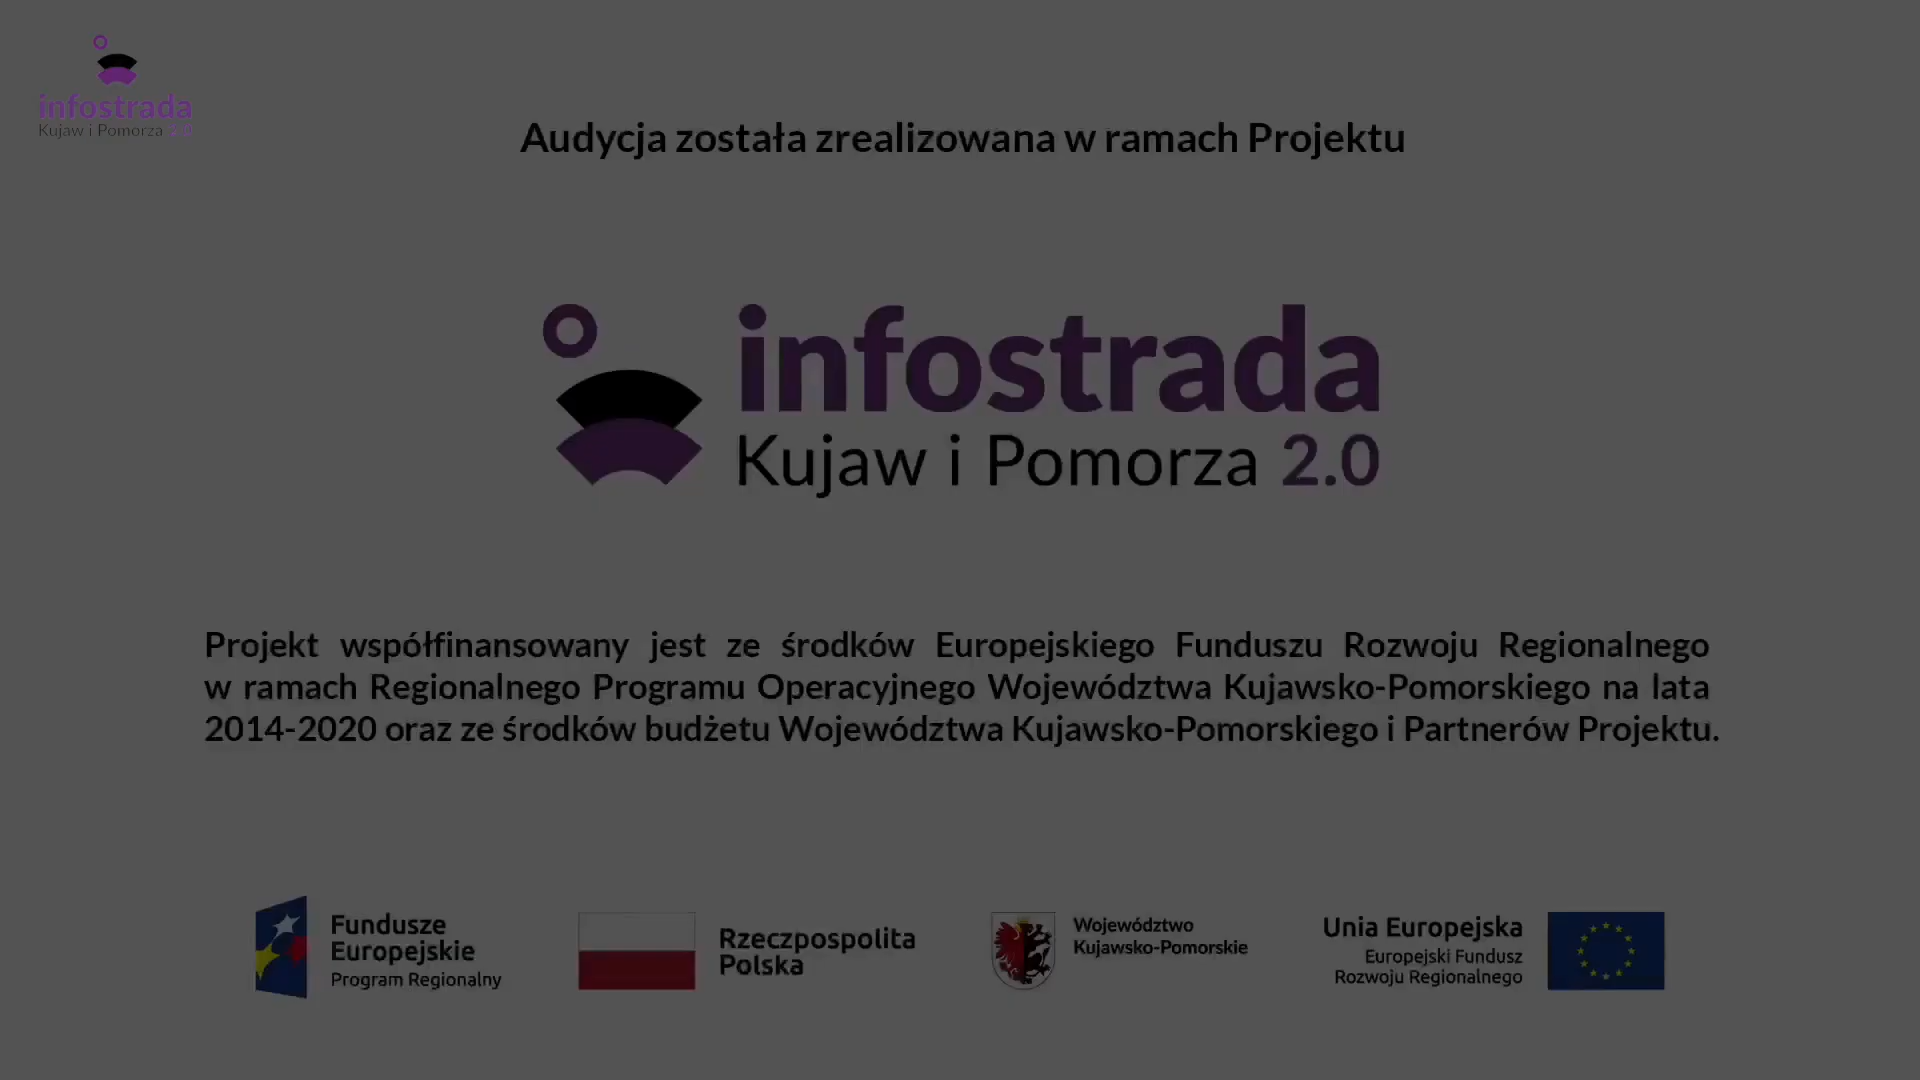 infostrada
Kujaw i Pomorza 2.0
Audycja została zrealizowana w ramach Projektu
infostrada
Kujaw i Pomorza 2.0
Projekt współfinansowany jest ze środków Europejskiego Funduszu Rozwoju Regionalnego
w ramach Regionalnego Programu Operacyjnego Województwa Kujawsko-Pomorskiego na lata
2014-2020 oraz ze środków budżetu Województwa Kujawsko-Pomorskiego i Partnerów Projektu.
Fundusze
Europejskie
Program Regionalny
Rzeczpospolita
Polska
Województwo
Kujawsko-Pomorskie
Unia Europejska
Europejski Fundusz
Rozwoju Regionalnego